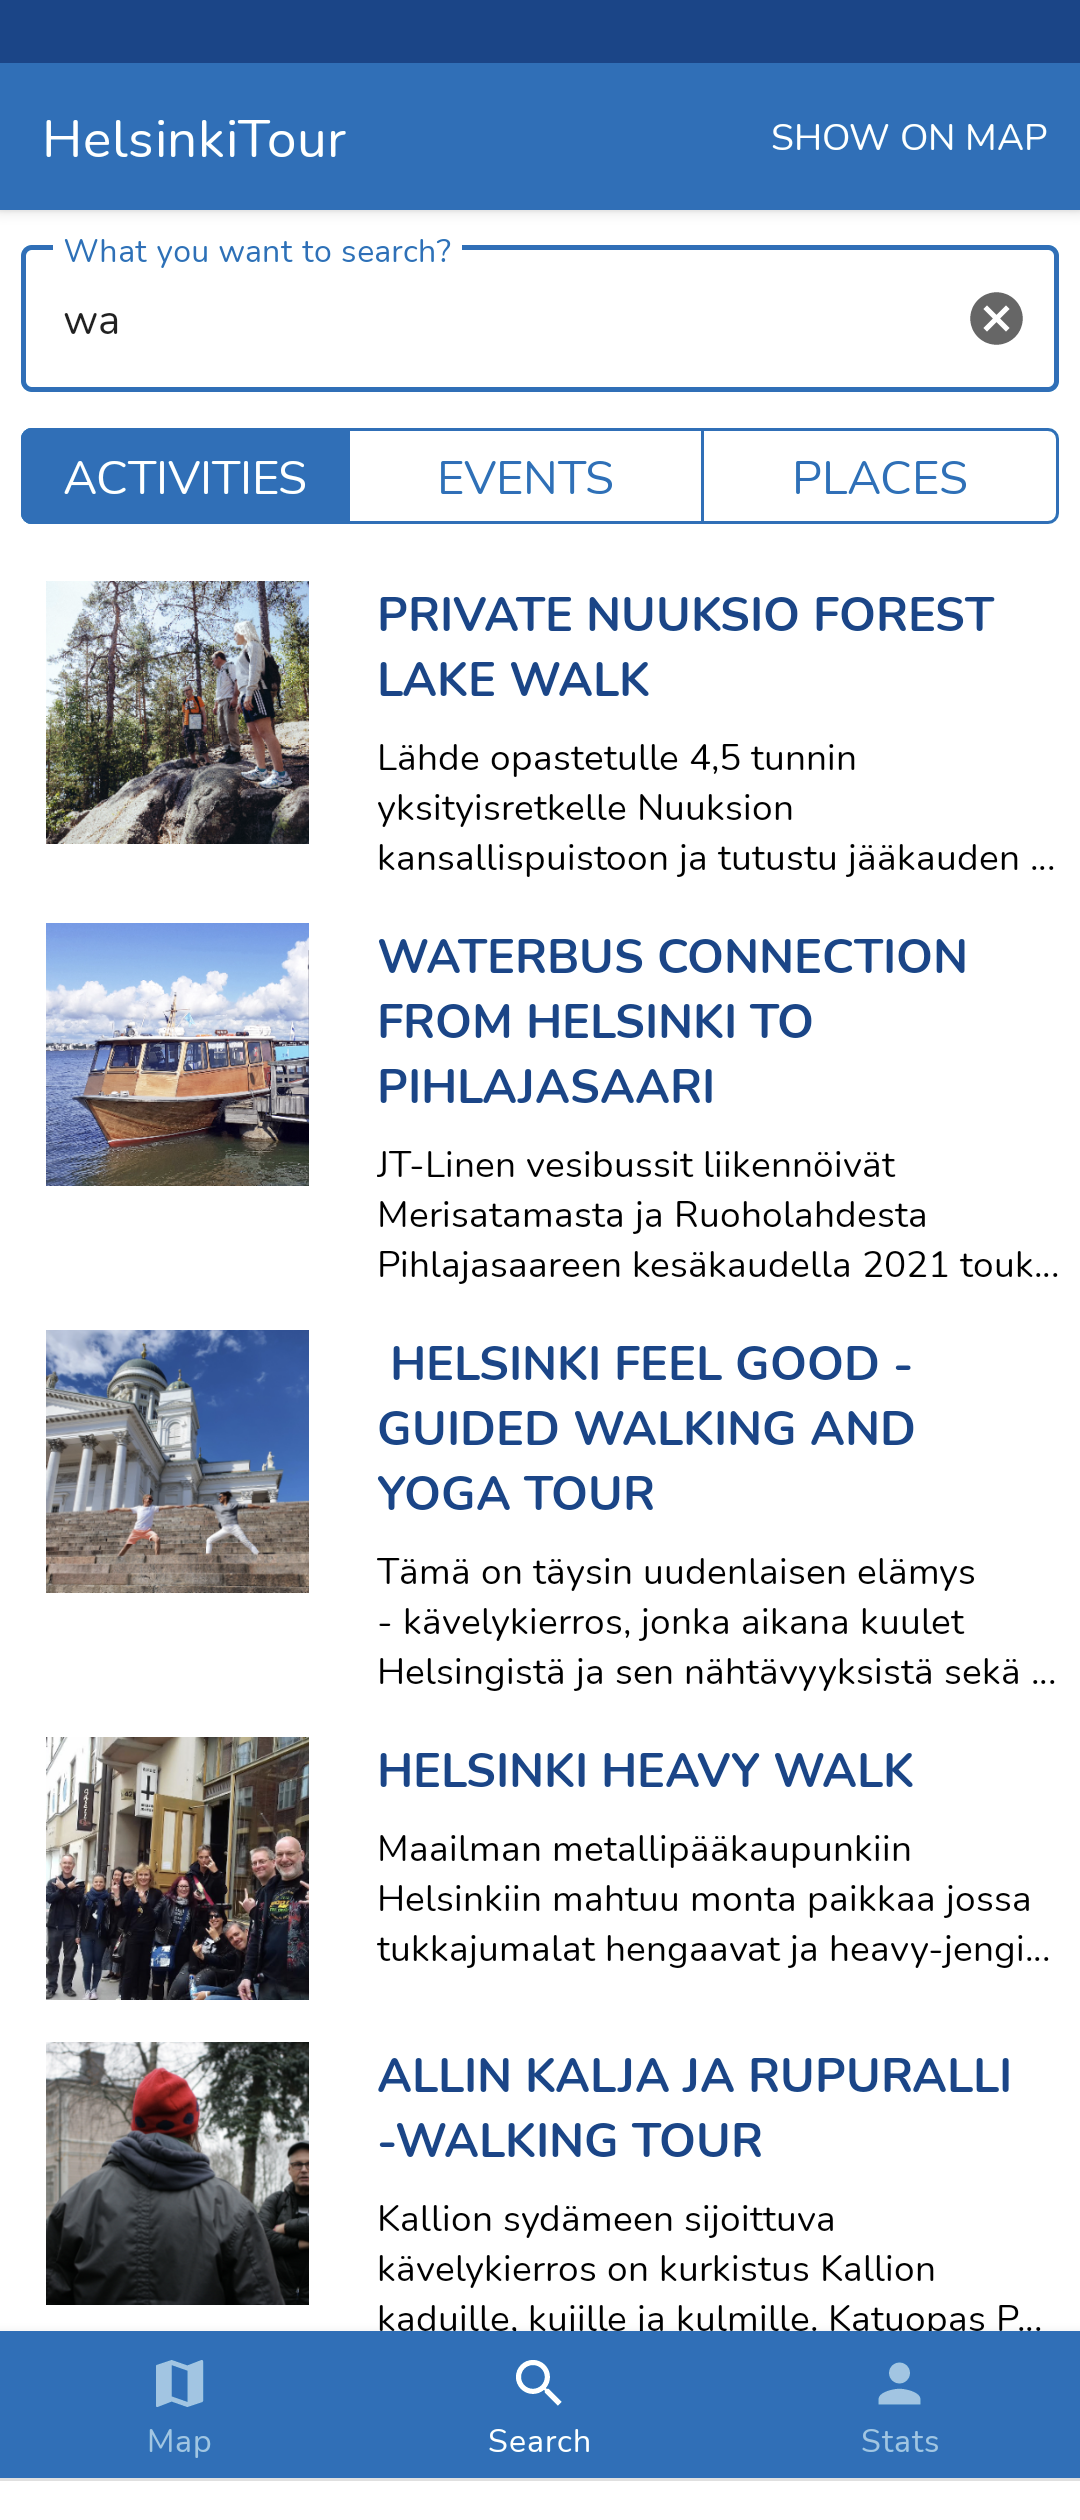 HelsinkiTour
SHOW ON MAP
What you want to search?
wa
ACTIVITIES
EVENTS
PLACES
PRIVATE NUUKSIO FOREST
LAKE WALK
Lähde opastetulle 4,5 tunnin
yksityisretkelle Nuuksion
kansallispuistoon ja tutustu jääkauden ...
WATERBUS CONNECTION
FROM HELSINKI TO
PIHLAJASAARI
JT-Linen vesibussit liikennöivät
Merisatamasta ja Ruoholahdesta
Pihlajasaareen kesäkaudella 2021 touk...
HELSINKI FEEL GOOD -
GUIDED WALKING AND
YOGA TOUR
Tämä on täysin uudenlaisen elämys
- kävelykierros, jonka aikana kuulet
Helsingistä ja sen nähtävyyksistä sekä ...
HELSINKI HEAVY WALK
Maailman metallipääkaupunkiin
Helsinkiin mahtuu monta paikkaa jossa
tukkajumalat hengaavat ja heavy-jengi...
ALLIN KALJA JA RUPURALLI
-WALKING TOUR
Kallion sydämeen sijoittuva
kävelykierros on kurkistus Kallion
kaduille, kujille ja kulmille. Katuopas P...
Map
Search
Stats